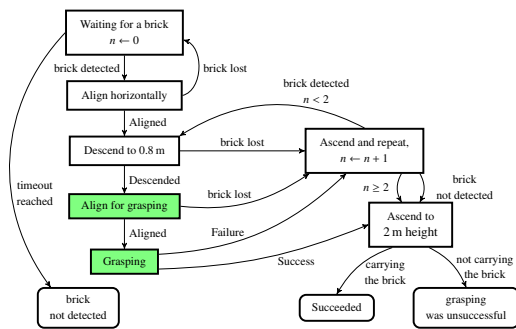 Waiting for a brick
n ← 0
brick detected
brick lost
Align horizontally
brick detected
n < 2
Aligned
Descend to 0.8 m
brick lost
Ascend and repeat,
n ← n + 1
Descended
timeout
reached
Align for grasping
brick lost
n ≥ 2
brick
not detected
Aligned
Failure
Ascend to
2 m height
Grasping
Success
carrying
the brick
not carrying
the brick
brick
not detected
Succeeded
grasping
was unsuccessful